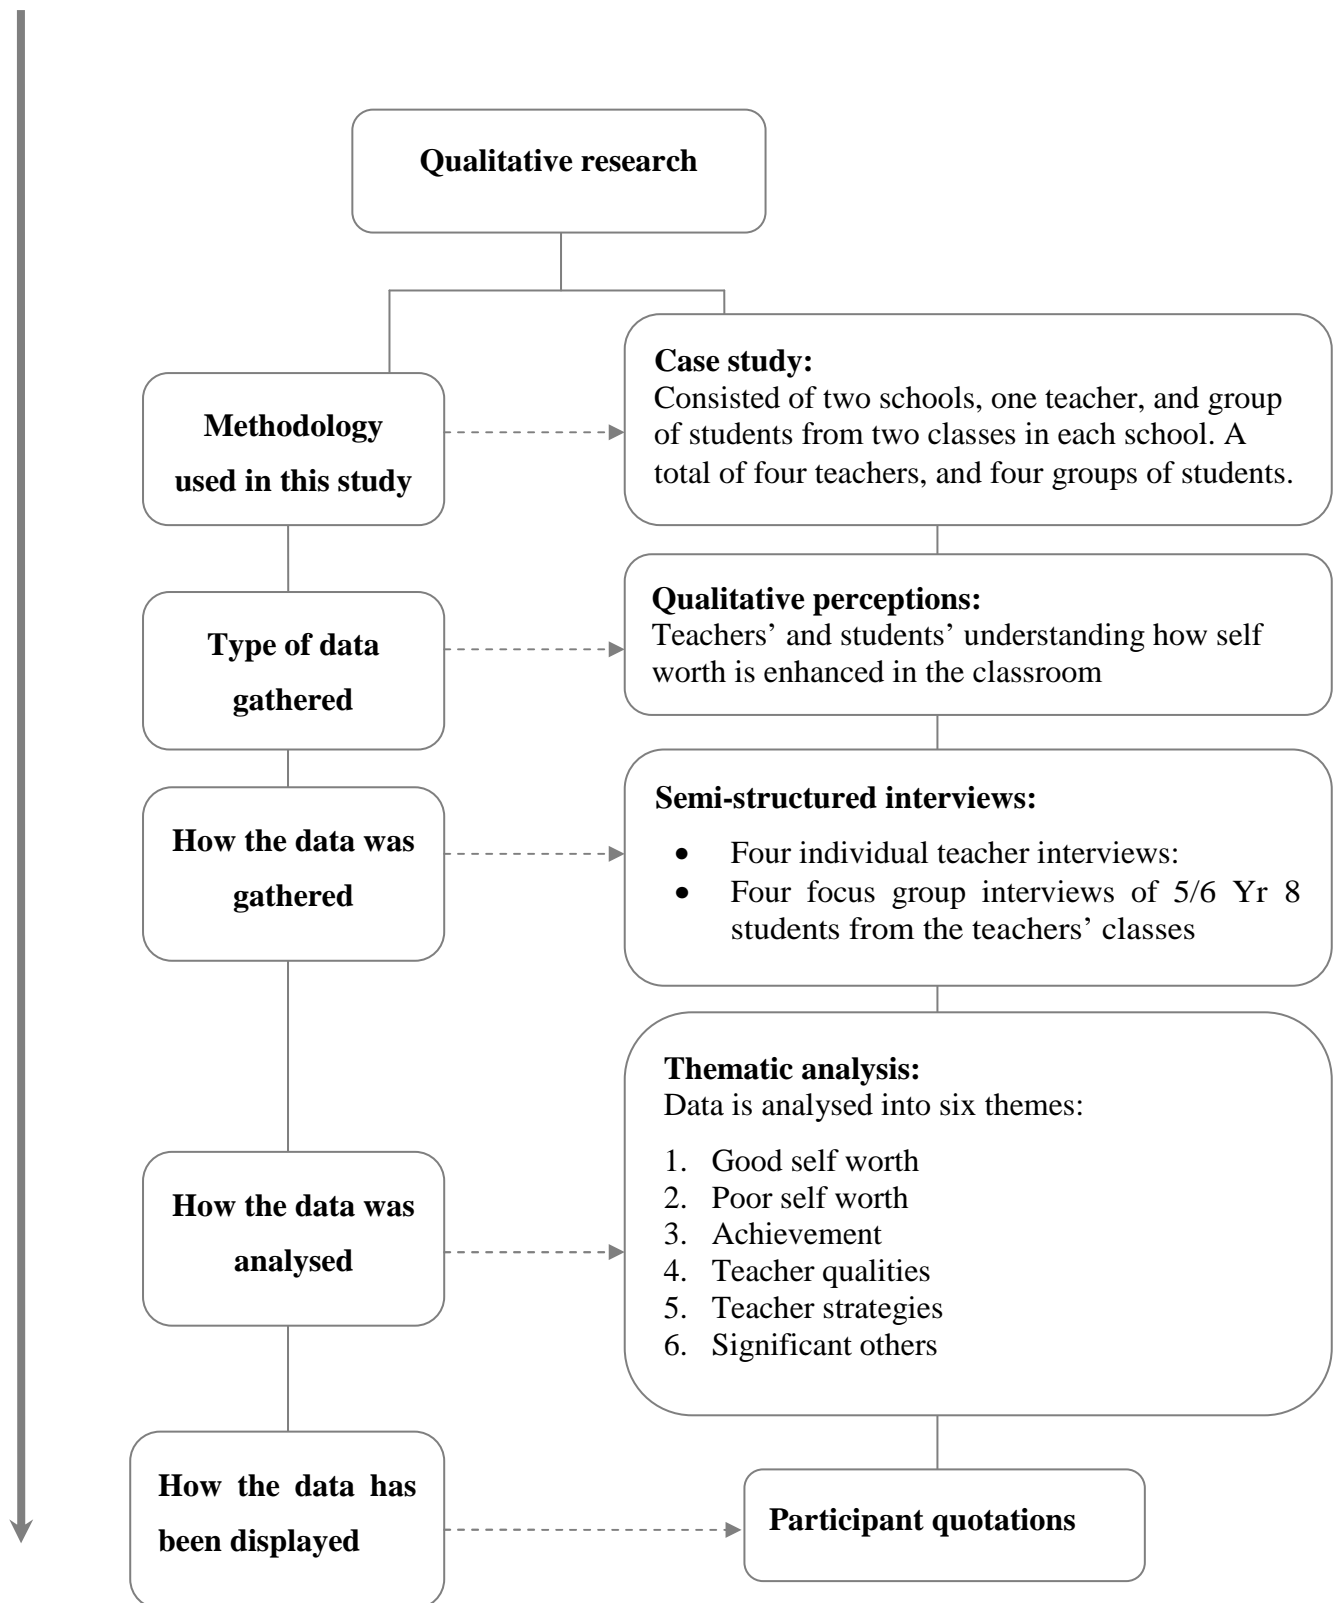 Qualitative research
Methodology
used in this study
Case study:
Consisted of two schools, one teacher, and group
of students from two classes in each school. A
total of four teachers, and four groups of students.
Type of data
gathered
Qualitative perceptions:
Teachers’ and students’ understanding how self
worth is enhanced in the classroom
How the data was
gathered
Semi-structured interviews:
• Four individual teacher interviews:
• Four focus group interviews of 5/6 Yr 8
students from the teachers’ classes
How the data was
analysed
Thematic analysis:
Data is analysed into six themes:
1. Good self worth
2. Poor self worth
3. Achievement
4. Teacher qualities
5. Teacher strategies
6. Significant others
How the data has
been displayed
Participant quotations